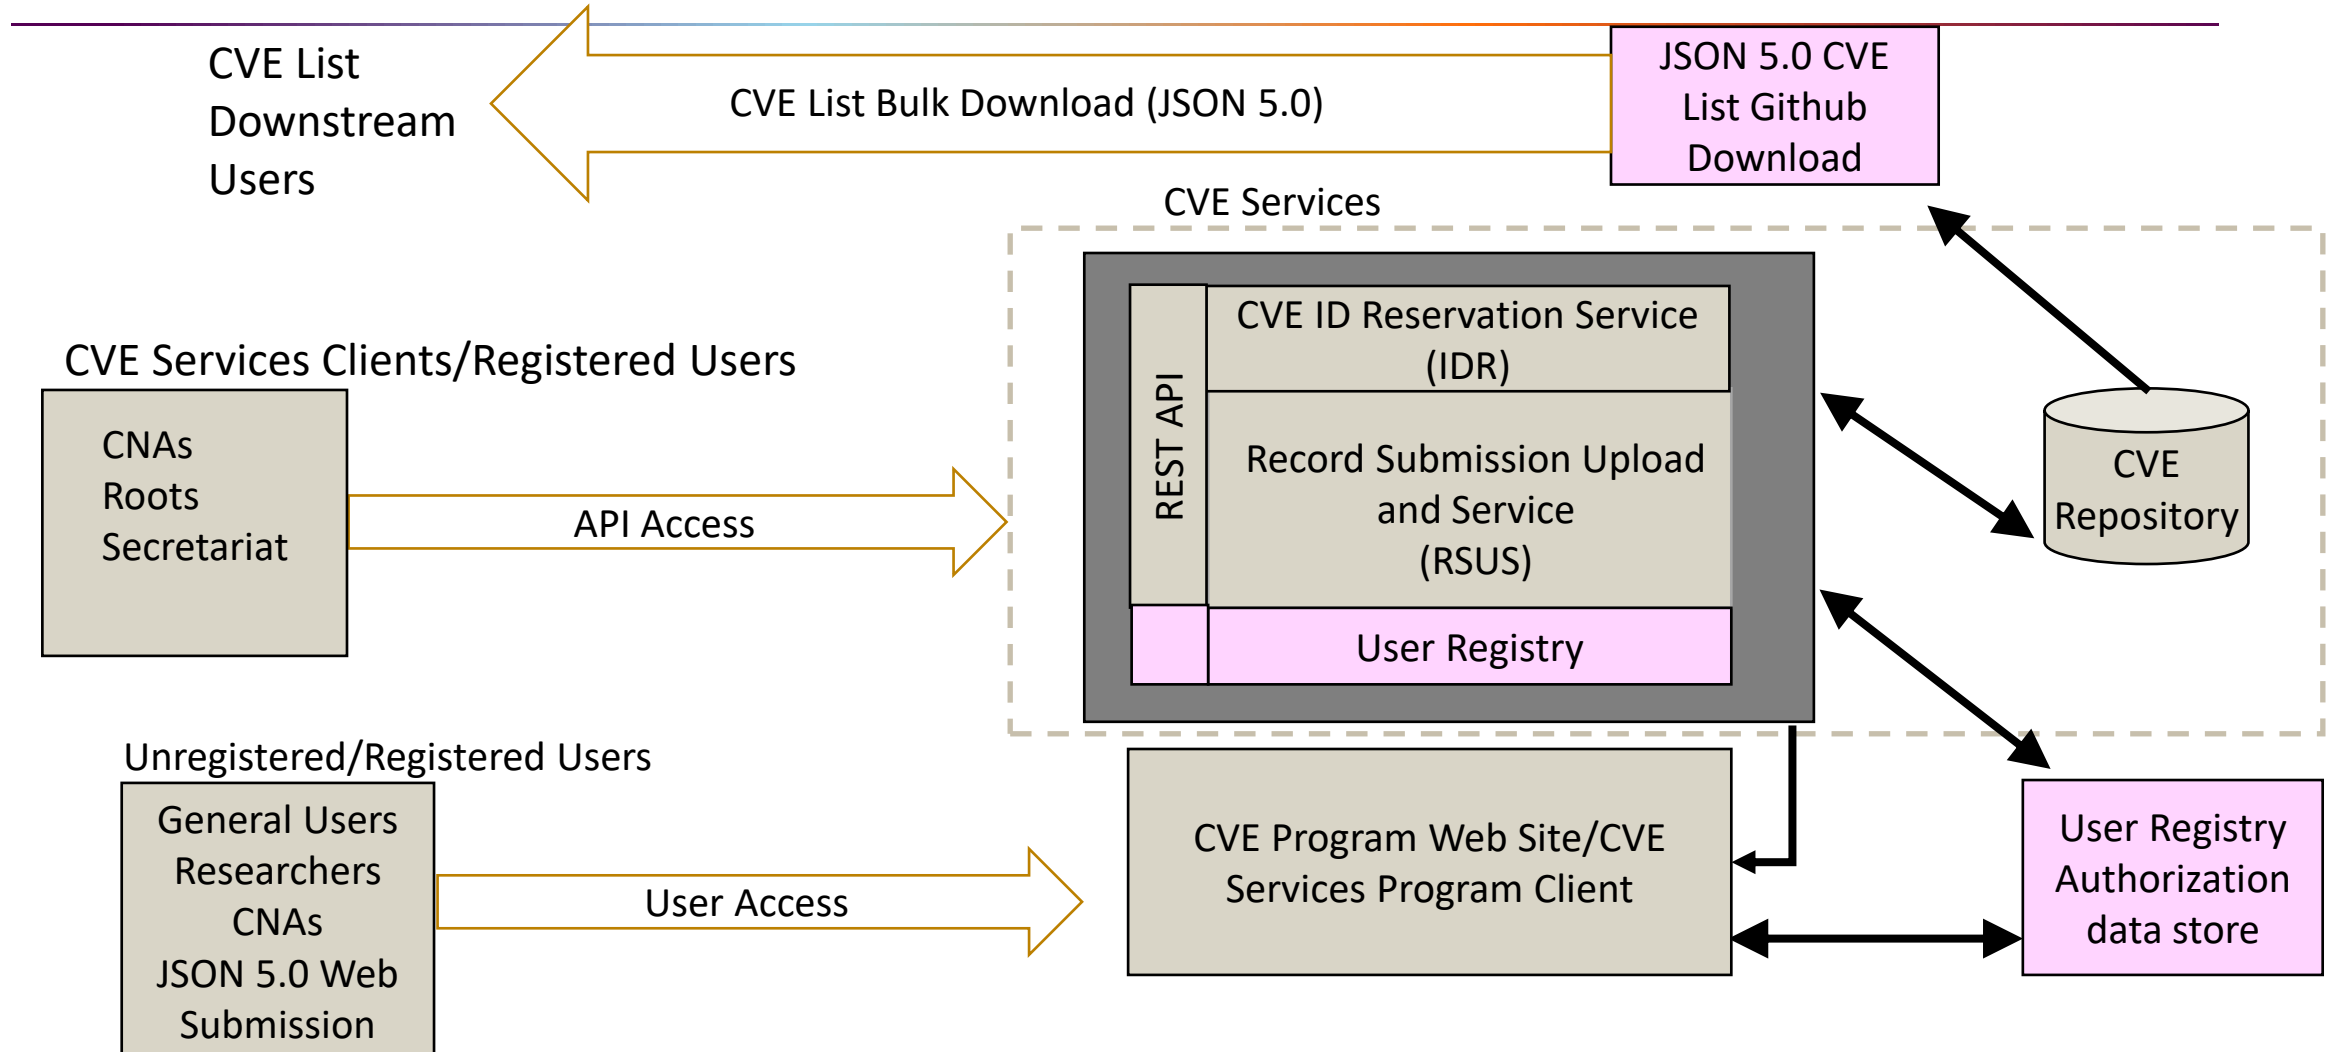 CVE List
Downstream
Users
CVE List Bulk Download (JSON 5.0)
JSON 5.0 CVE
List Github
Download
CVE Services
CVE Services Clients/Registered Users
CNAs
Roots
Secretariat
API Access
REST API
CVE ID Reservation Service
(IDR)
Record Submission Upload
and Service
(RSUS)
User Registry
CVE
Repository
Unregistered/Registered Users
General Users
Researchers
CNAs
JSON 5.0 Web
Submission
User Access
CVE Program Web Site/CVE
Services Program Client
User Registry
Authorization
data store